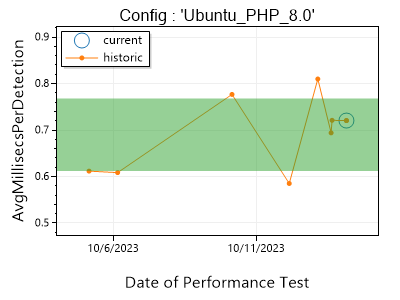 Config : 'Ubuntu_PHP_8.0'
current
historic
AvgMillisecsPerDetection
0.9
0.8
0.7
0.6
0.5
10/6/2023
10/11/2023
Date of Performance Test